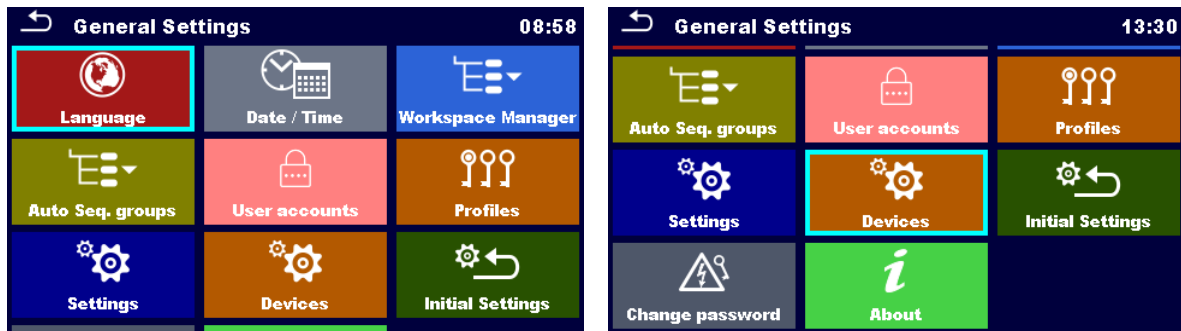 General Settings 08:58
Language Date / Time Workspace Manager
Auto Seq. groups User accounts Profiles
Settings Devices Initial Settings
General Settings 13:30
Auto Seq. groups User accounts Profiles
Settings Devices Initial Settings
Change password About